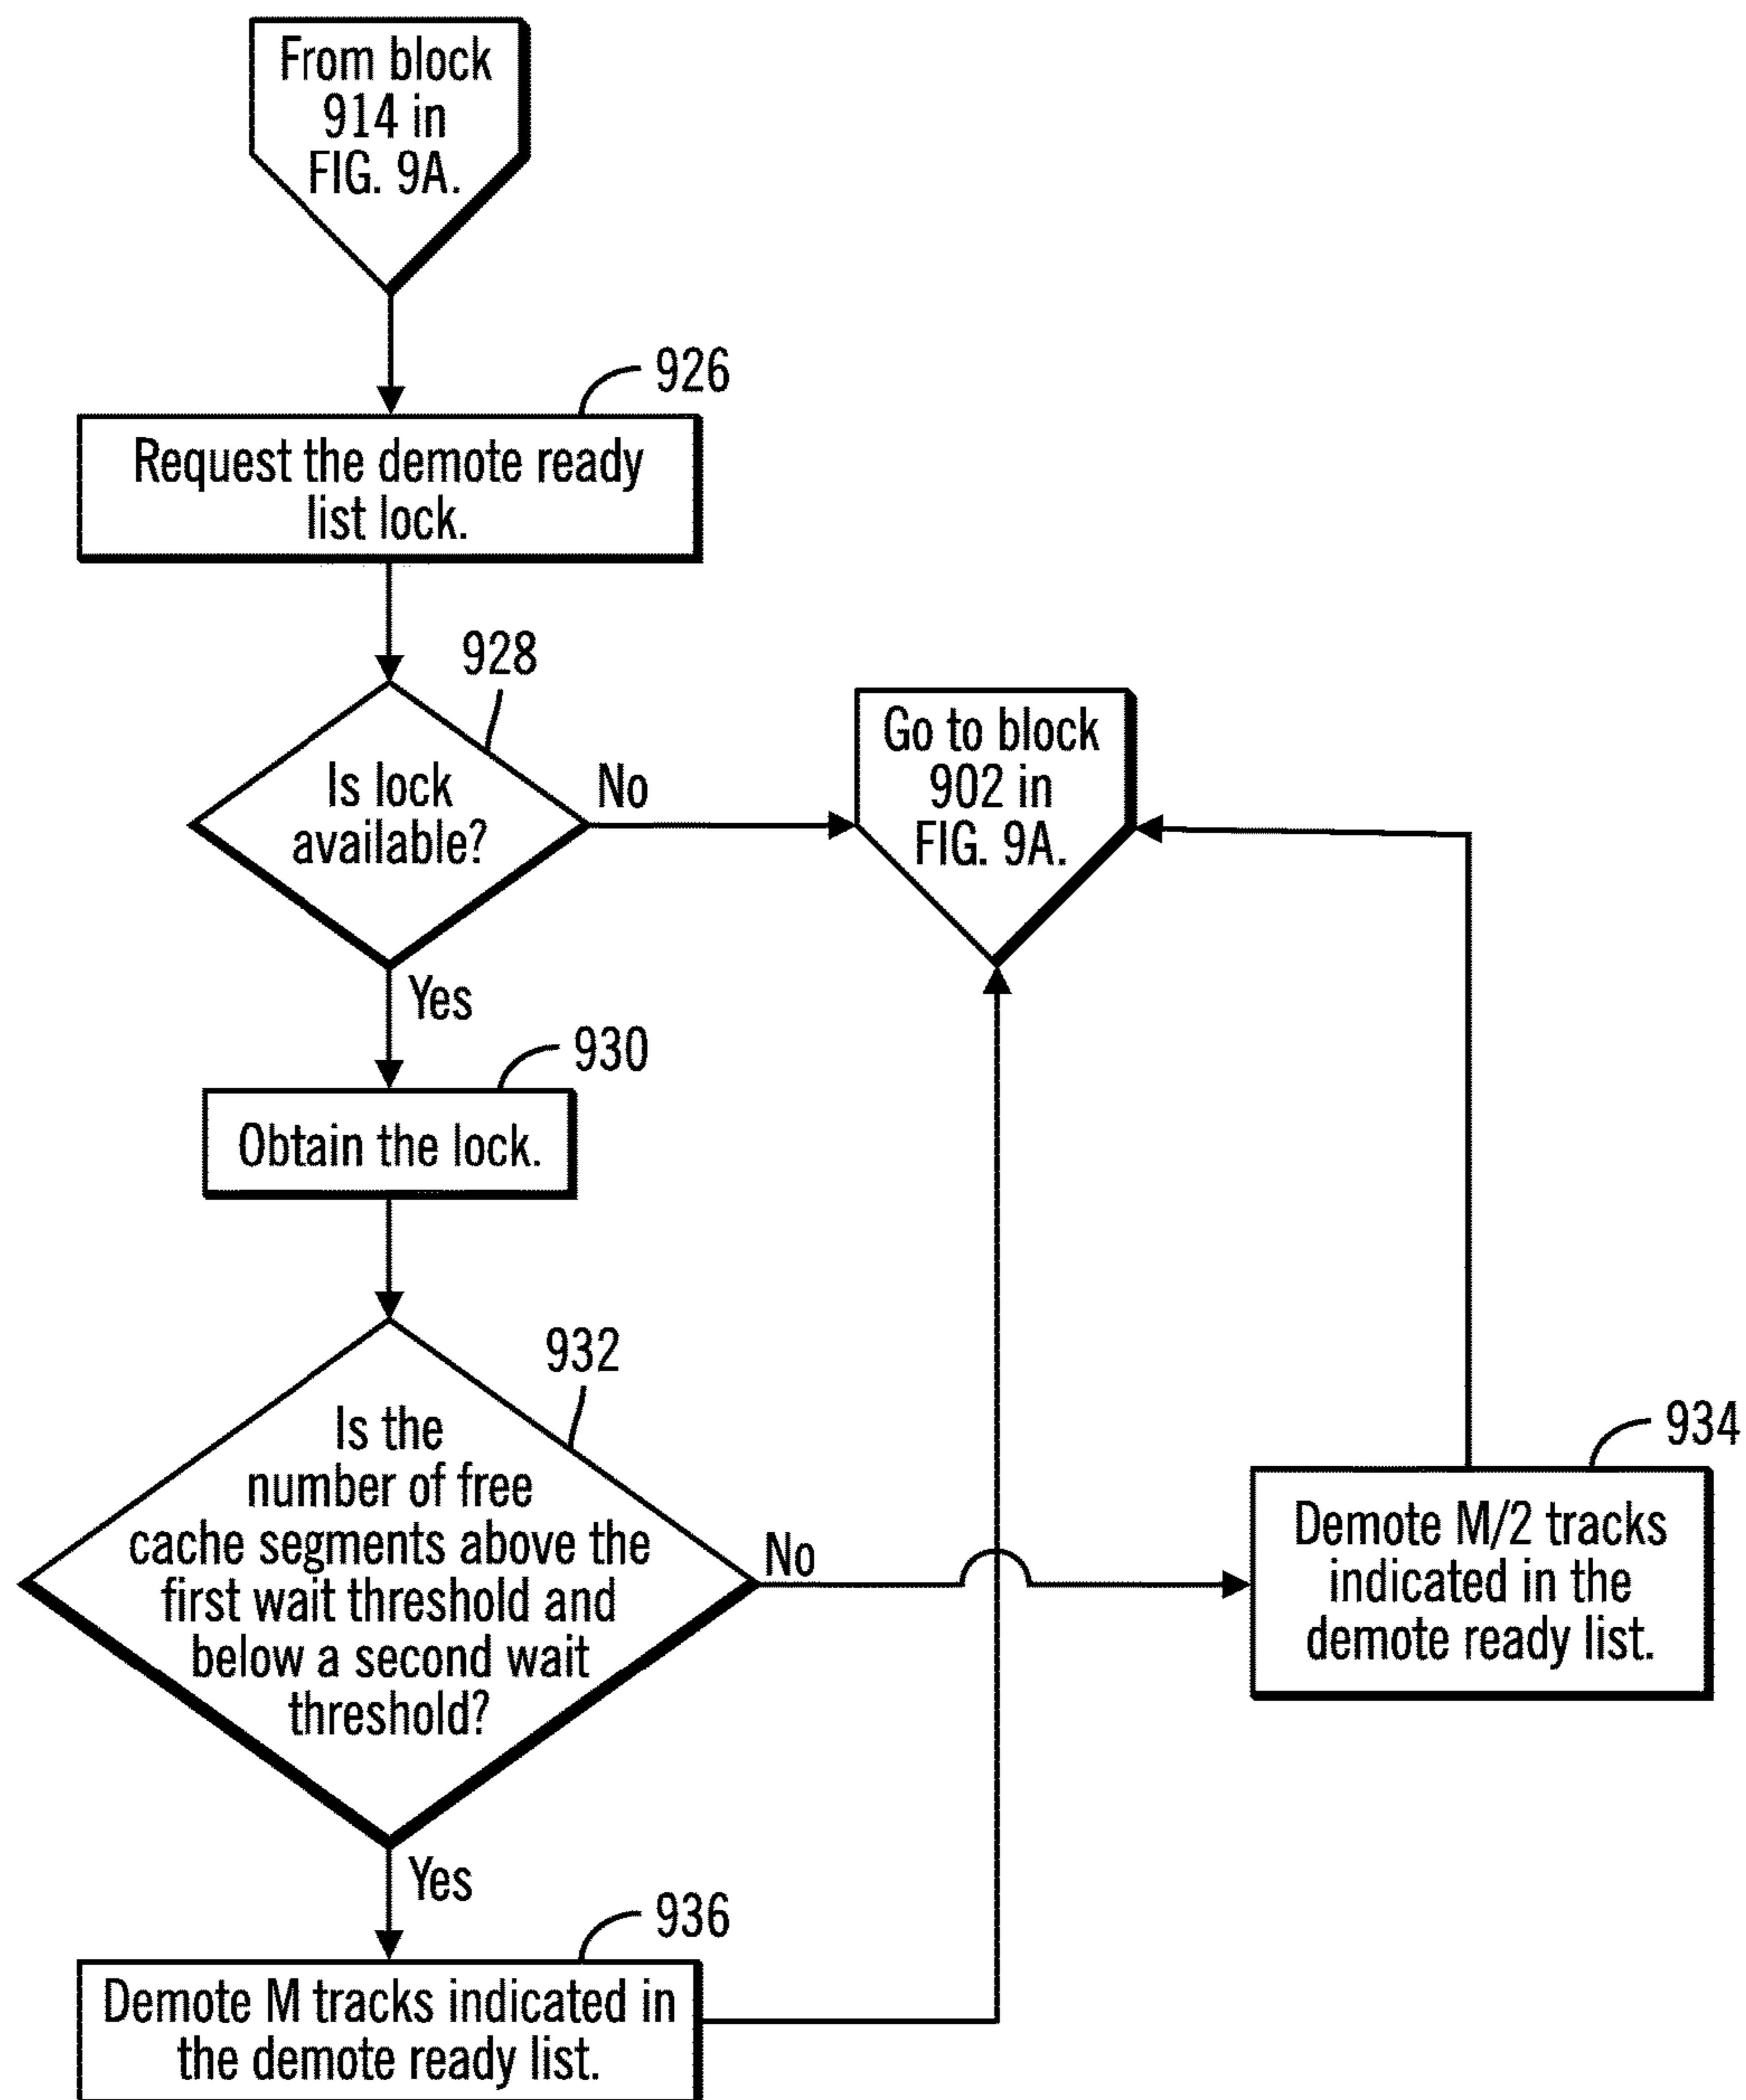 From block
914 in
FIG. 9A.
926
Request the demote ready
list lock.
928
Is lock
available?
No
Go to block
902 in
FIG. 9A.
Yes
930
Obtain the lock.
932
Is the
number of free
cache segments above the
first wait threshold and
below a second wait
threshold?
No
934
Demote M/2 tracks
indicated in the
demote ready list.
Yes
936
Demote M tracks indicated in
the demote ready list.